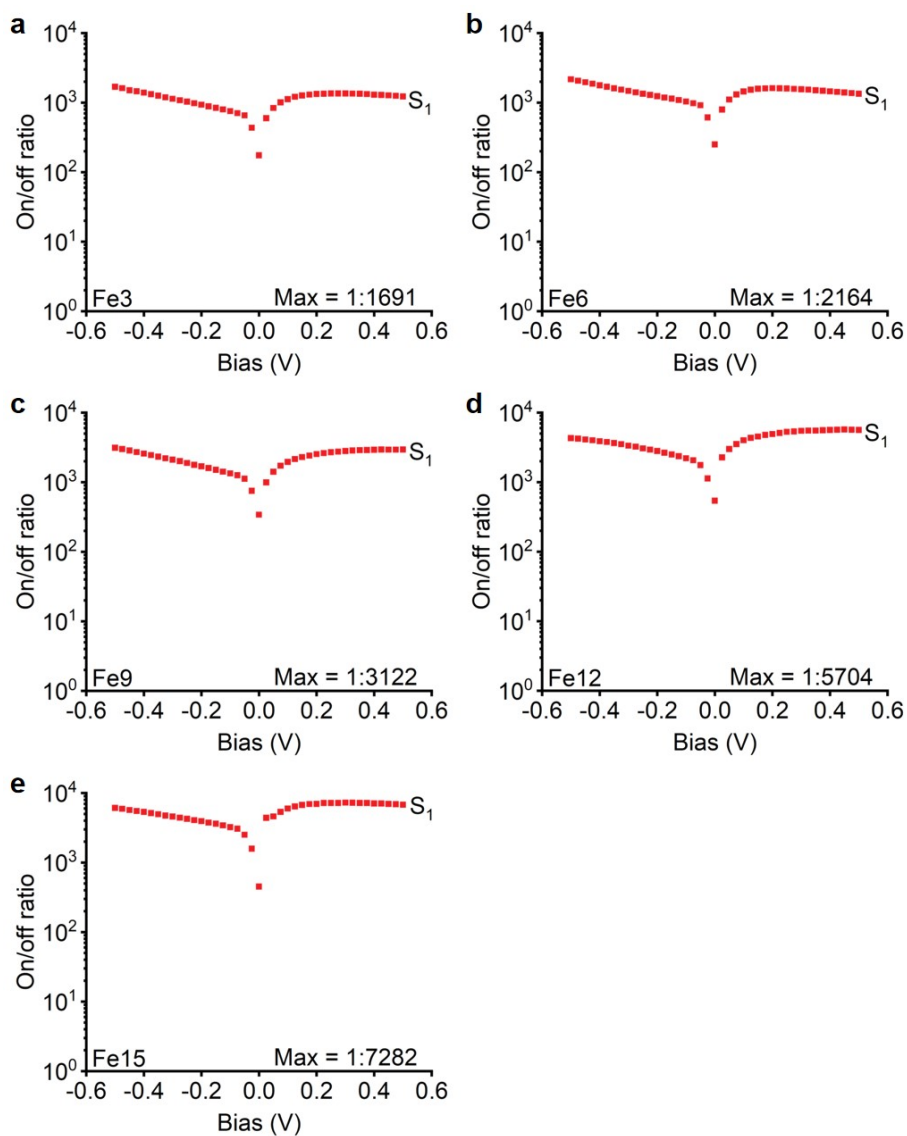 a
10^4
10^3
10^2
10^1
10^0
On/off ratio
S_1
Fe3
Max = 1:1691
-0.6 -0.4 -0.2 0.0 0.2 0.4 0.6
Bias (V)
b
10^4
10^3
10^2
10^1
10^0
On/off ratio
S_1
Fe6
Max = 1:2164
-0.6 -0.4 -0.2 0.0 0.2 0.4 0.6
Bias (V)
c
10^4
10^3
10^2
10^1
10^0
On/off ratio
S_1
Fe9
Max = 1:3122
-0.6 -0.4 -0.2 0.0 0.2 0.4 0.6
Bias (V)
d
10^4
10^3
10^2
10^1
10^0
On/off ratio
S_1
Fe12
Max = 1:5704
-0.6 -0.4 -0.2 0.0 0.2 0.4 0.6
Bias (V)
e
10^4
10^3
10^2
10^1
10^0
On/off ratio
S_1
Fe15
Max = 1:7282
-0.6 -0.4 -0.2 0.0 0.2 0.4 0.6
Bias (V)